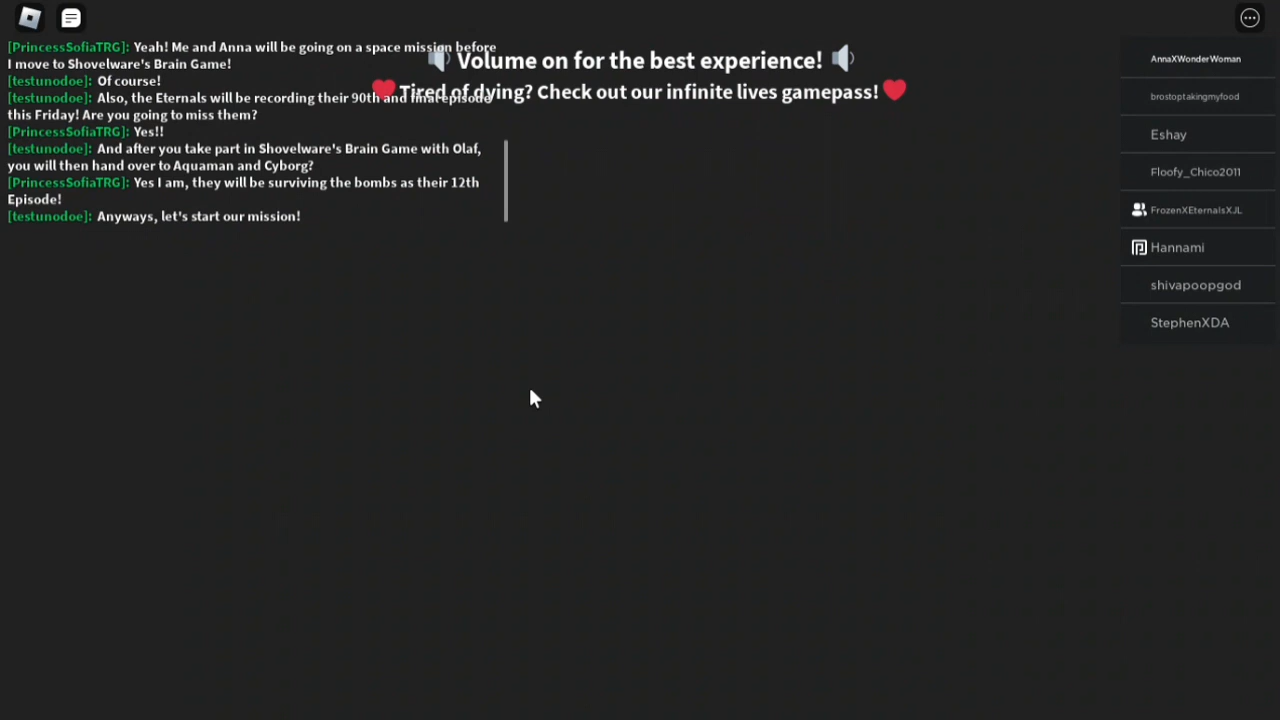 [PrincessSofiaTRG]: Yeah! Me and Anna will be going on a space mission before
I move to Shovelware's Brain Game!
[testunodoe]: Of course!
[testunodoe]: Also, the Eternals will be recording their 90th and final episode
this Friday! Are you going to miss them?
[PrincessSofiaTRG]: Yes!!
[testunodoe]: And after you take part in Shovelware's Brain Game with Olaf,
you will then hand over to Aquaman and Cyborg?
[PrincessSofiaTRG]: Yes I am, they will be surviving the bombs as their 12th
Episode!
[testunodoe]: Anyways, let's start our mission!
🔈 Volume on for the best experience! 🔈
❤️ Tired of dying? Check out our infinite lives gamepass! ❤️
AnnaXWonderWoman
brostoptakingmyfood
Eshay
Floofy_Chico2011
FrozenXEternalsXJL
Hannami
shivapoopgod
StephenXDA